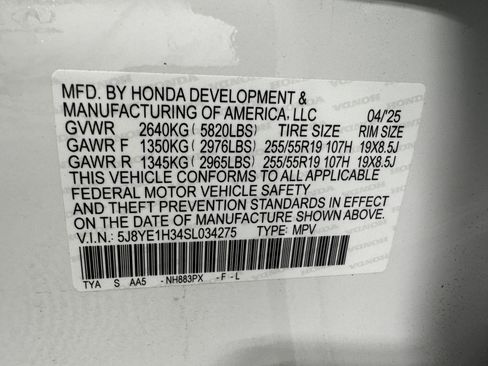 MFD. BY HONDA DEVELOPMENT &
MANUFACTURING OF AMERICA, LLC 04/'25
GVWR 2640KG (5820LBS) TIRE SIZE RIM SIZE
GAWR F 1350KG (2976LBS) 255/55R19 107H 19X8.5J
GAWR R 1345KG (2965LBS) 255/55R19 107H 19X8.5J
THIS VEHICLE CONFORMS TO ALL APPLICABLE
FEDERAL MOTOR VEHICLE SAFETY
AND THEFT PREVENTION STANDARDS IN EFFECT
ON THE DATE OF MANUFACTURE SHOWN ABOVE.
V.I.N.: 5J8YE1H34SL034275 TYPE: MPV
TYA S AA5 - NH883PX - F - L